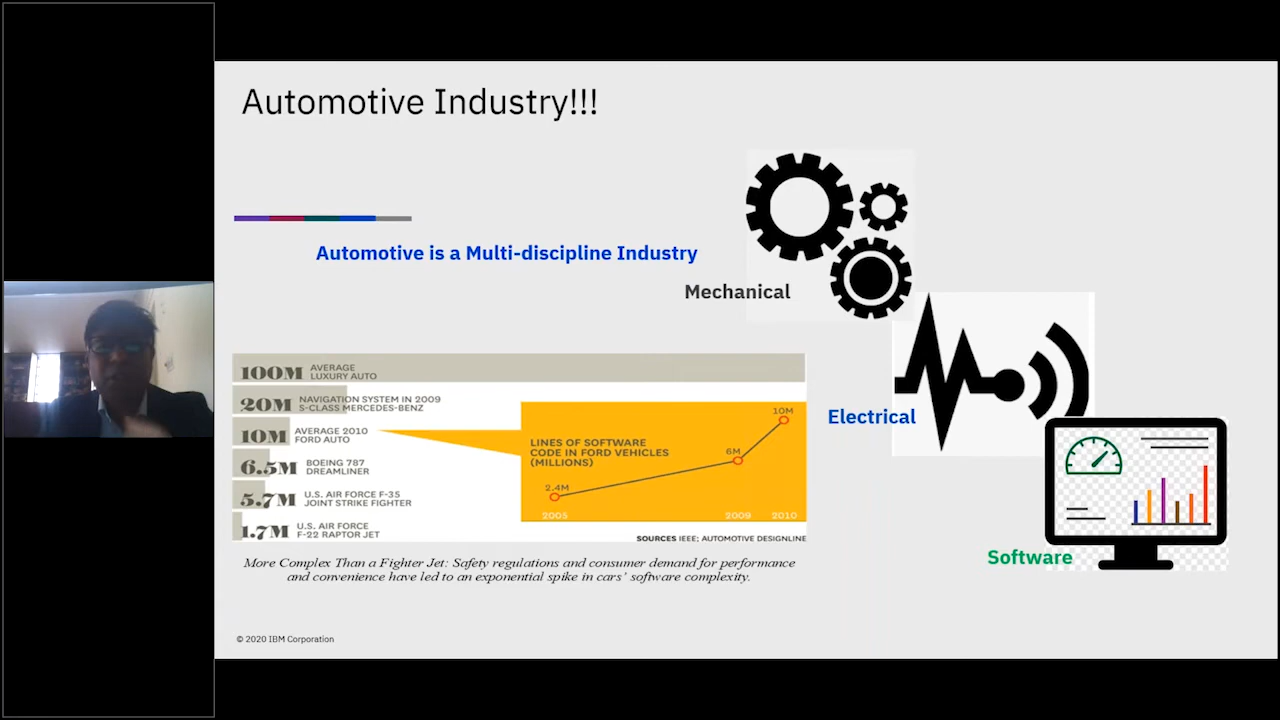 Automotive Industry!!!
Automotive is a Multi-discipline Industry
Mechanical
Electrical
Software
100M AVERAGE
LUXURY AUTO
20M NAVIGATION SYSTEM IN 2009
S-CLASS MERCEDES-BENZ
10M AVERAGE 2010
FORD AUTO
6.5M BOEING 787
DREAMLINER
5.7M U.S. AIR FORCE F-35
JOINT STRIKE FIGHTER
1.7M U.S. AIR FORCE
F-22 RAPTOR JET
LINES OF SOFTWARE
CODE IN FORD VEHICLES
(MILLIONS)
2.4M
6M
10M
2005 2009 2010
SOURCES IEEE; AUTOMOTIVE DESIGNLINE
More Complex Than a Fighter Jet: Safety regulations and consumer demand for performance
and convenience have led to an exponential spike in cars' software complexity.
© 2020 IBM Corporation